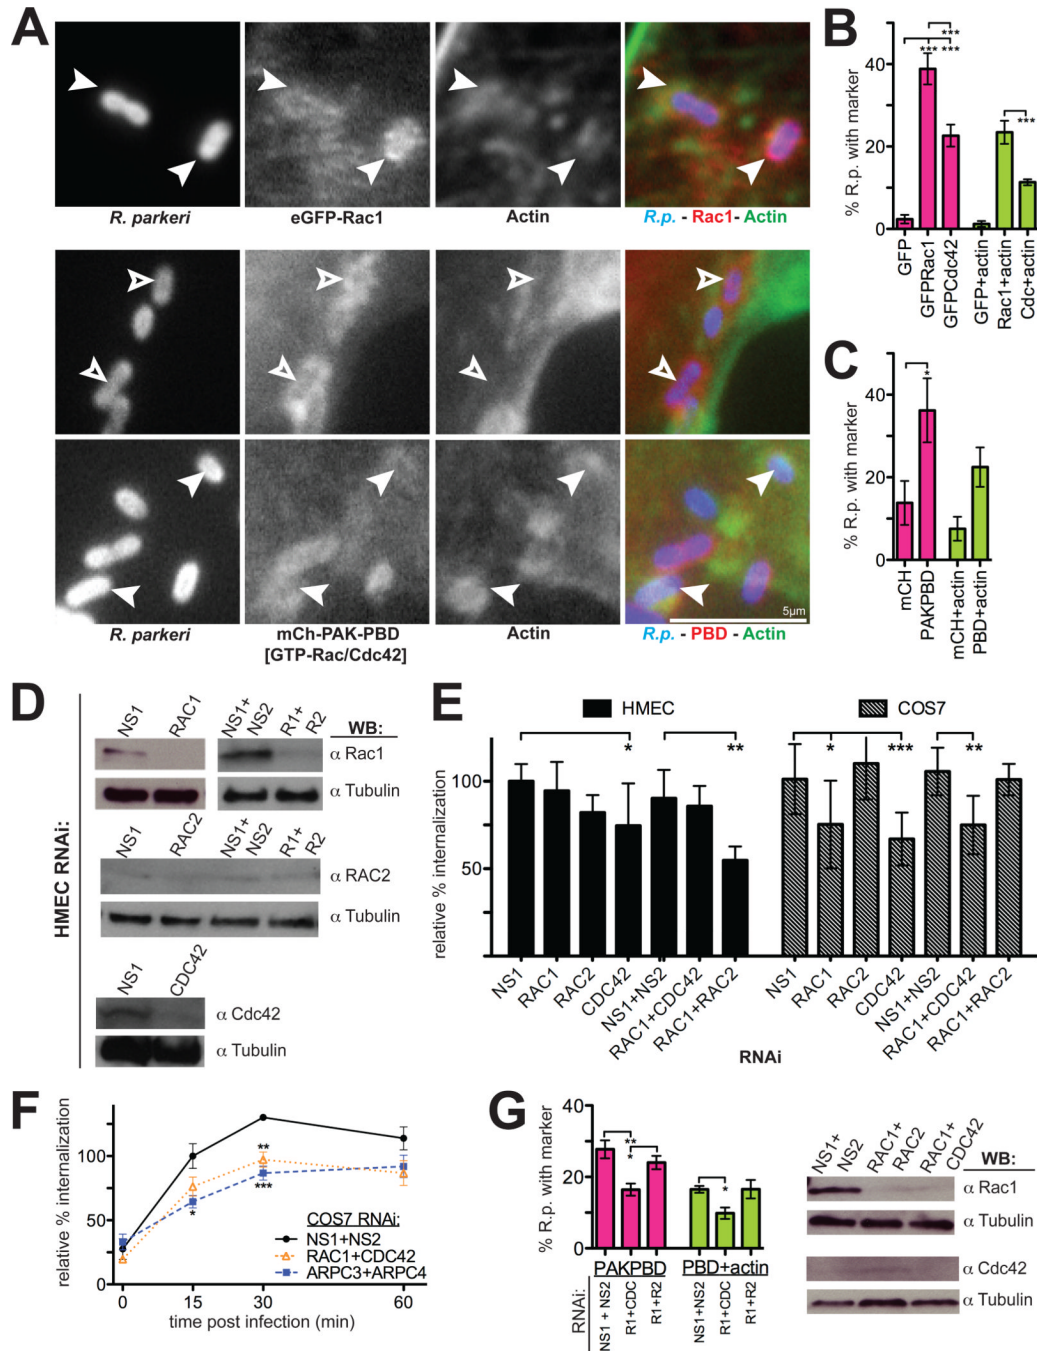 A
R. parkeri
eGFP-Rac1
Actin
R.p. - Rac1- Actin
R. parkeri
mCh-PAK-PBD
[GTP-Rac/Cdc42]
Actin
5µm
R.p. - PBD - Actin
B
% R.p. with marker
40
20
0
***
***
***
***
GFP
GFPRac1
GFPCdc42
GFP+actin
Rac1+actin
Cdc+actin
C
% R.p. with marker
40
20
0
*
mCH
PAKPBD
mCH+actin
PBD+actin
D
HMEC RNAi:
NS1
RAC1
NS1+
NS2
R1+
R2
WB:
α Rac1
α Tubulin
NS1
RAC2
NS1+
NS2
R1+
R2
α RAC2
α Tubulin
NS1
CDC42
α Cdc42
α Tubulin
E
HMEC
COS7
relative % internalization
100
50
*
**
*
***
**
NS1
RAC1
RAC2
CDC42
NS1+NS2
RAC1+CDC42
RAC1+RAC2
NS1
RAC1
RAC2
CDC42
NS1+NS2
RAC1+CDC42
RAC1+RAC2
RNAi
F
relative % internalization
100
50
0
*
**
***
COS7 RNAi:
NS1+NS2
RAC1+CDC42
ARPC3+ARPC4
0
15
30
60
time post infection (min)
G
% R.p. with marker
40
20
0
**
*
*
PAKPBD
PBD+actin
RNAi:
NS1 + NS2
R1+CDC
R1+R2
NS1+NS2
R1+CDC
R1+R2
NS1+
NS2
RAC1+
RAC2
RAC1+
CDC42
WB:
α Rac1
α Tubulin
α Cdc42
α Tubulin